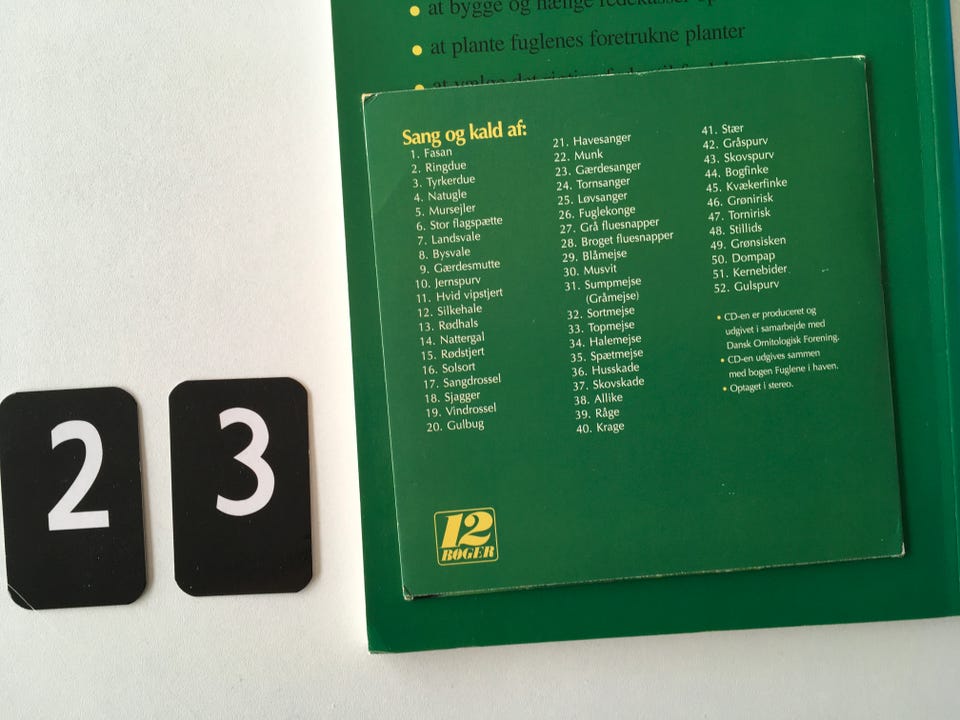 at bygge og hænge redekasser op
at plante fuglenes foretrukne planter
at vælge det rigtige
Sang og kald af:
1. Fasan
2. Ringdue
3. Tyrkerdue
4. Natugle
5. Mursejler
6. Stor flagspætte
7. Landsvale
8. Bysvale
9. Gærdesmutte
10. Jernspurv
11. Hvid vipstjert
12. Silkehale
13. Rødhals
14. Nattergal
15. Rødstjert
16. Solsort
17. Sangdrossel
18. Sjagger
19. Vindrossel
20. Gulbug
21. Havesanger
22. Munk
23. Gærdesanger
24. Tornsanger
25. Løvsanger
26. Fuglekonge
27. Grå fluesnapper
28. Broget fluesnapper
29. Blåmejse
30. Musvit
31. Sumpmejse
(Gråmejse)
32. Sortmejse
33. Topmejse
34. Halemejse
35. Spætmejse
36. Husskade
37. Skovskade
38. Allike
39. Råge
40. Krage
41. Stær
42. Gråspurv
43. Skovspurv
44. Bogfinke
45. Kvækerfinke
46. Grønirisk
47. Tornirisk
48. Stillids
49. Grønsisken
50. Dompap
51. Kernebider
52. Gulspurv
• CD-en er produceret og
udgivet i samarbejde med
Dansk Ornitologisk Forening.
• CD-en udgives sammen
med bogen Fuglene i haven.
• Optaget i stereo.
12
BØGER
2
3